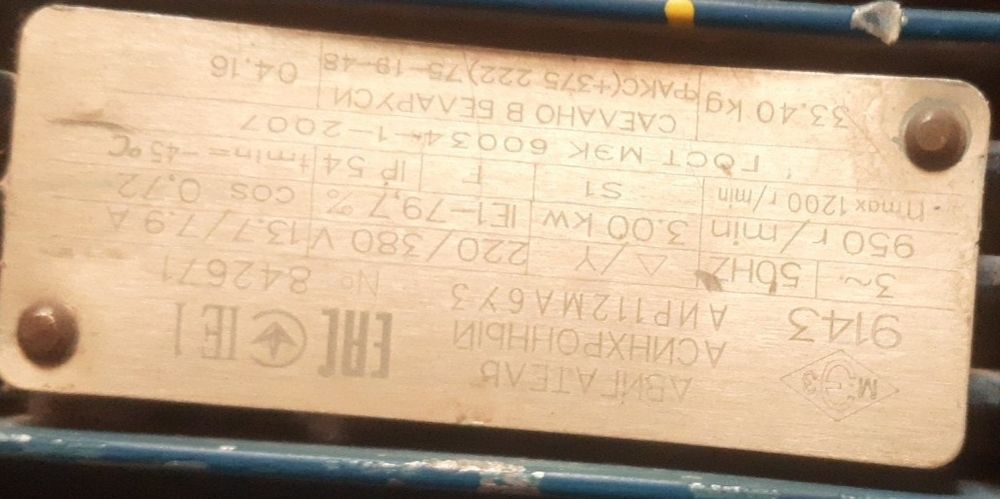 М Э З ДВИГАТЕЛЬ АСИНХРОННЫЙ EAC IE1
9143 АИР112МА6У3 № 842671
3~ 50HZ △/Y 220/380 V 13.7/7.9 A
950 r/min 3.00 kw IE1-79,7% cos 0,72
nmax 1200 r/min S1 F IP 54 tmin=-45°C
ГОСТ МЭК 60034-1-2007
33.40 kg СДЕЛАНО В БЕЛАРУСИ
ФАКС(+375 222) 75-19-48 04.16